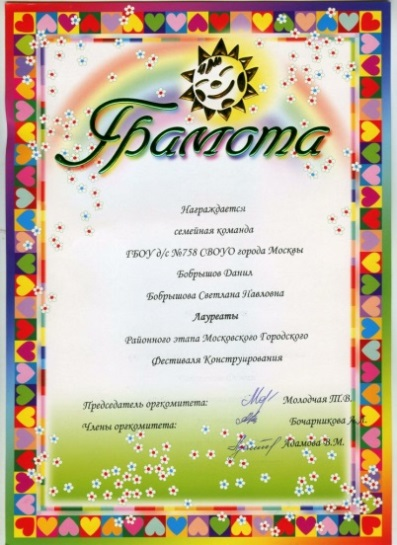 Грамота
Награждается
семейная команда
ГБОУ д/с №758 СВОУО города Москвы
Бобрышов Данил
Бобрышова Светлана Павловна
Лауреаты
Районного этапа Московского Городского
Фестиваля Конструирования
Председатель оргкомитета: Молодчая Т.В.
Члены оргкомитета: Бочарникова А.
Адамова В.М.